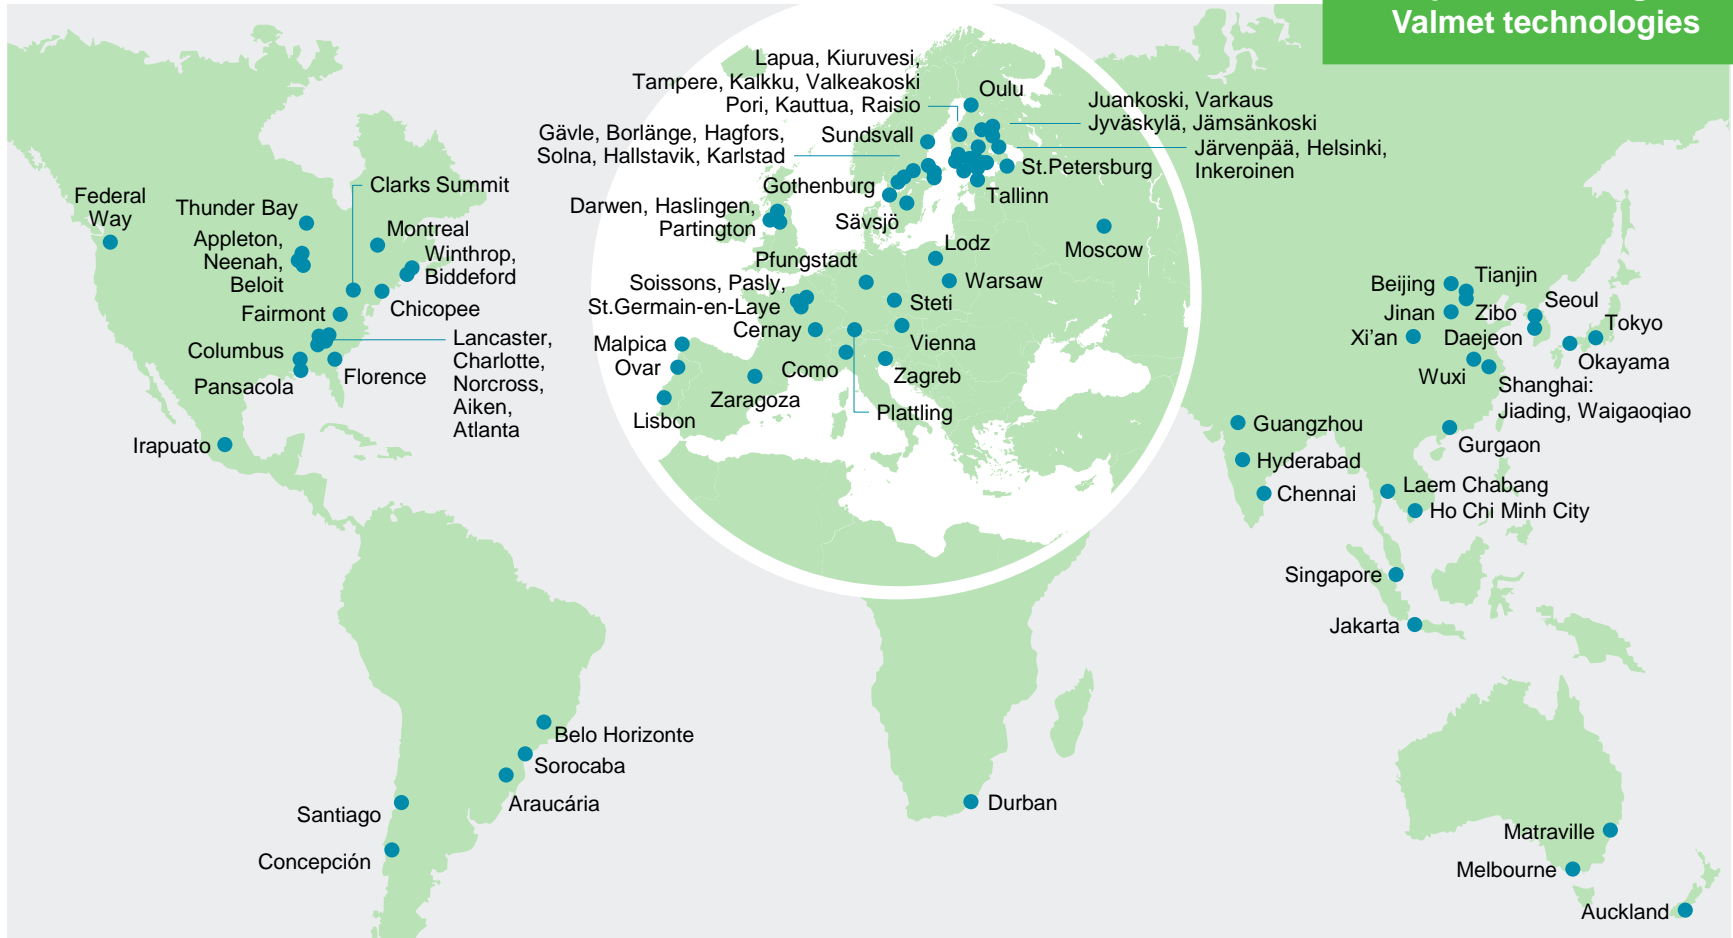 Valmet technologies
Lapua, Kiuruvesi,
Tampere, Kalkku, Valkeakoski
Pori, Kauttua, Raisio
Oulu
Juankoski, Varkaus
Jyväskylä, Jämsänkoski
Gävle, Borlänge, Hagfors,
Solna, Hallstavik, Karlstad
Sundsvall
Järvenpää, Helsinki,
Inkeroinen
St.Petersburg
Gothenburg
Tallinn
Darwen, Haslingen,
Partington
Sävsjö
Lodz
Moscow
Pfungstadt
Warsaw
Soissons, Pasly,
St.Germain-en-Laye
Steti
Cernay
Vienna
Malpica
Ovar
Como
Zagreb
Zaragoza
Plattling
Lisbon
Federal
Way
Clarks Summit
Thunder Bay
Montreal
Appleton,
Neenah,
Beloit
Winthrop,
Biddeford
Fairmont
Chicopee
Columbus
Lancaster,
Charlotte,
Norcross,
Aiken,
Atlanta
Pansacola
Florence
Irapuato
Beijing
Tianjin
Jinan
Zibo
Seoul
Xi'an
Daejeon
Tokyo
Okayama
Wuxi
Shanghai:
Jiading, Waigaoqiao
Guangzhou
Gurgaon
Hyderabad
Chennai
Laem Chabang
Ho Chi Minh City
Singapore
Jakarta
Belo Horizonte
Sorocaba
Araucária
Santiago
Concepción
Durban
Matraville
Melbourne
Auckland